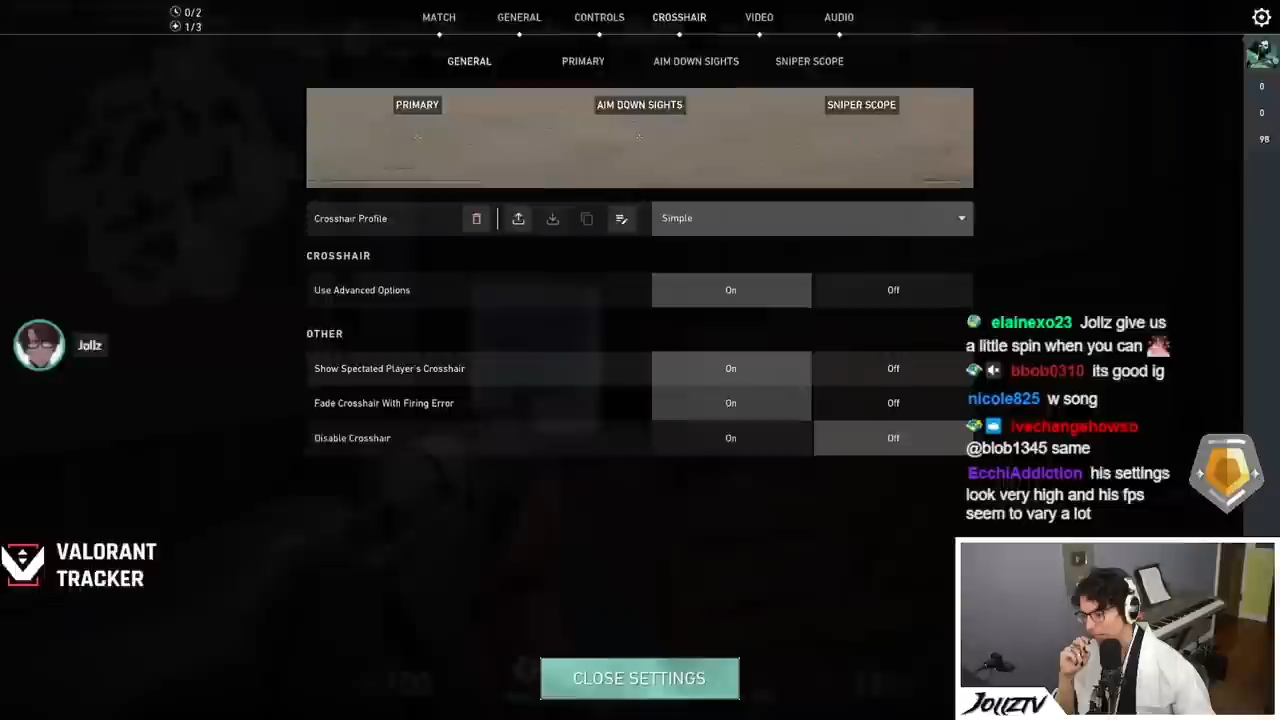 0/2
1/3
MATCH GENERAL CONTROLS CROSSHAIR VIDEO AUDIO
GENERAL PRIMARY AIM DOWN SIGHTS SNIPER SCOPE
0
0
98
PRIMARY AIM DOWN SIGHTS SNIPER SCOPE
Crosshair Profile Simple
CROSSHAIR
Use Advanced Options On Off
OTHER
Show Spectated Player's Crosshair On Off
Fade Crosshair With Firing Error On Off
Disable Crosshair On Off
Jollz
elainexo23 Jollz give us
a little spin when you can
bbob0310 its good ig
nicole825 w song
ivechangehowso
@blob1345 same
EcchiAddiction his settings
look very high and his fps
seem to vary a lot
VALORANT
TRACKER
CLOSE SETTINGS
JOLLZTV